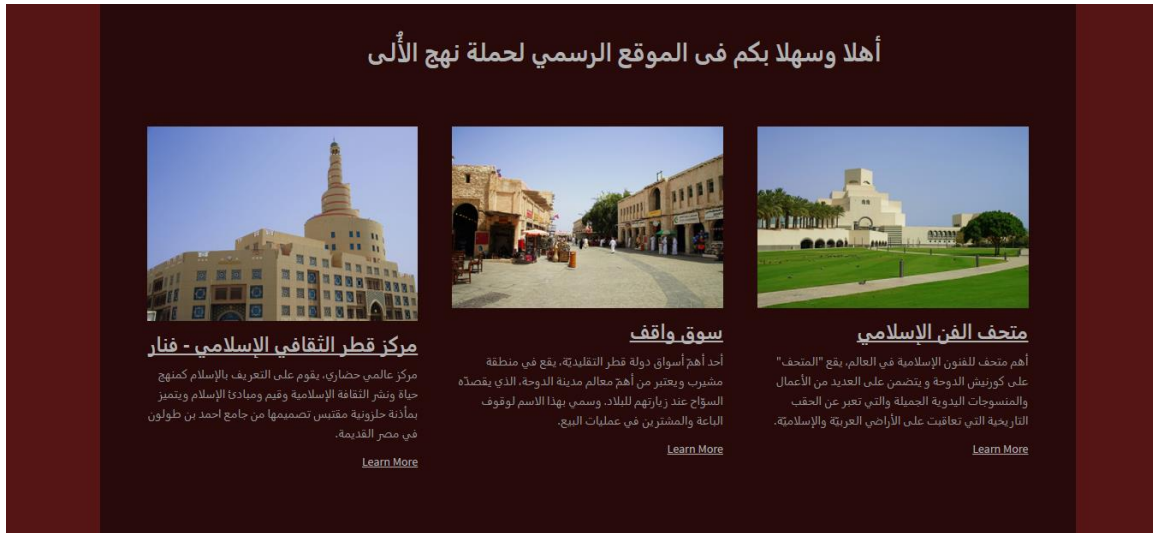 أهلا وسهلا بكم فى الموقع الرسمي لحملة نهج الأُلى
متحف الفن الإسلامي
أهم متحف للفنون الإسلامية في العالم، يقع "المتحف"
على كورنيش الدوحة و يتضمن على العديد من الأعمال
والمنسوجات اليدوية الجميلة والتي تعبر عن الحقب
التاريخية التي تعاقبت على الأراضي العربيّة والإسلاميّة.
Learn More
سوق واقف
أحد أهمّ أسواق دولة قطر التقليديّة، يقع في منطقة
مشيرب ويعتبر من أهمّ معالم مدينة الدوحة، الذي يقصدّه
السوّاح عند زيارتهم للبلاد، وسمي بهذا الاسم لوقوف
الباعة والمشترين في عمليات البيع.
Learn More
مركز قطر الثقافي الإسلامي - فنار
مركز عالمي حضاري، يقوم على التعريف بالإسلام كمنهج
حياة ونشر الثقافة الإسلامية وقيم ومبادئ الإسلام ويتميز
بمأذنة حلزونية مقتبس تصميمها من جامع احمد بن طولون
في مصر القديمة.
Learn More